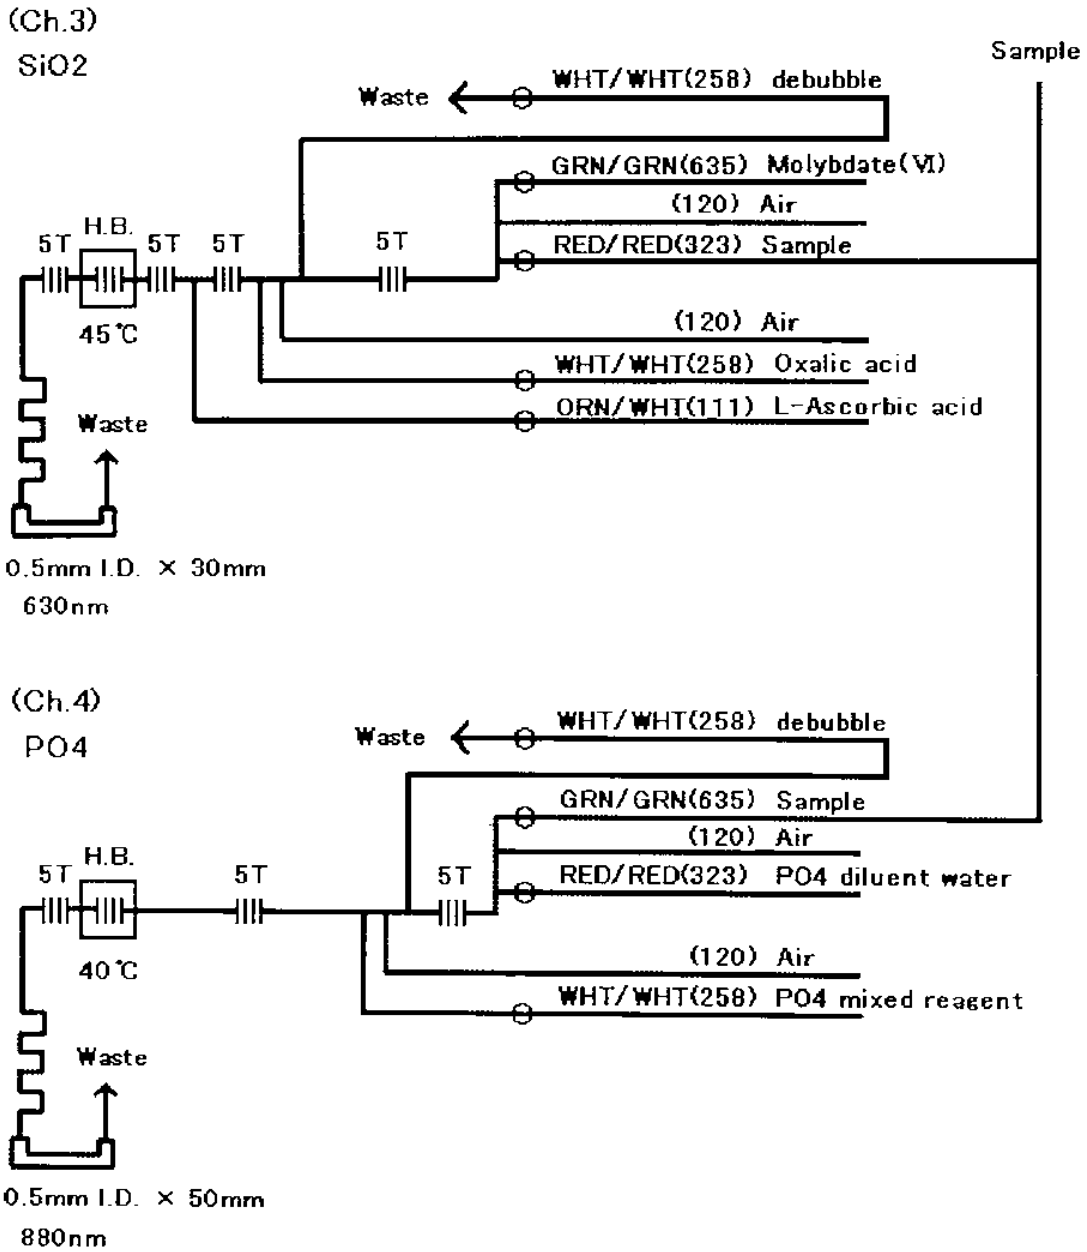 (Ch.3)
SiO2
Sample
WHT/WHT(258) debubble
Waste
GRN/GRN(635) Molybdate(VI)
(120) Air
H.B.
5T 5T 5T 5T
RED/RED(323) Sample
45℃
(120) Air
WHT/WHT(258) Oxalic acid
ORN/WHT(111) L-Ascorbic acid
Waste
0.5mm I.D. × 30mm
630nm
(Ch.4)
PO4
WHT/WHT(258) debubble
Waste
GRN/GRN(635) Sample
(120) Air
H.B.
5T 5T 5T
RED/RED(323) PO4 diluent water
40℃
(120) Air
WHT/WHT(258) PO4 mixed reagent
Waste
0.5mm I.D. × 50mm
880nm